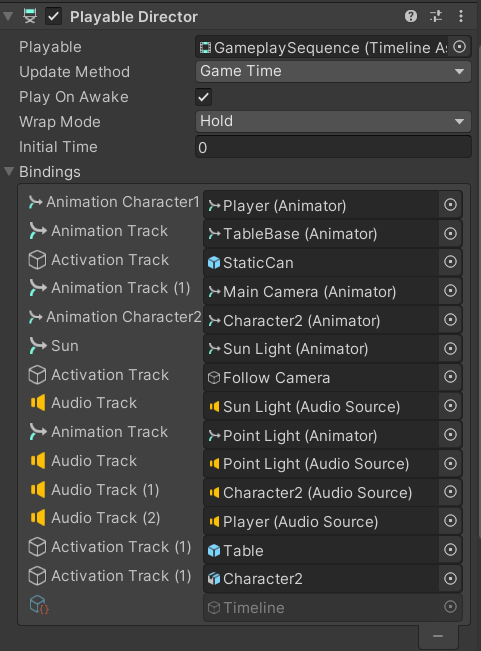 Playable Director
Playable GameplaySequence (Timeline As
Update Method Game Time
Play On Awake
Wrap Mode Hold
Initial Time 0
Bindings
Animation Character1 Player (Animator)
Animation Track TableBase (Animator)
Activation Track StaticCan
Animation Track (1) Main Camera (Animator)
Animation Character2 Character2 (Animator)
Sun Sun Light (Animator)
Activation Track Follow Camera
Audio Track Sun Light (Audio Source)
Animation Track Point Light (Animator)
Audio Track Point Light (Audio Source)
Audio Track (1) Character2 (Audio Source)
Audio Track (2) Player (Audio Source)
Activation Track (1) Table
Activation Track (1) Character2
Timeline